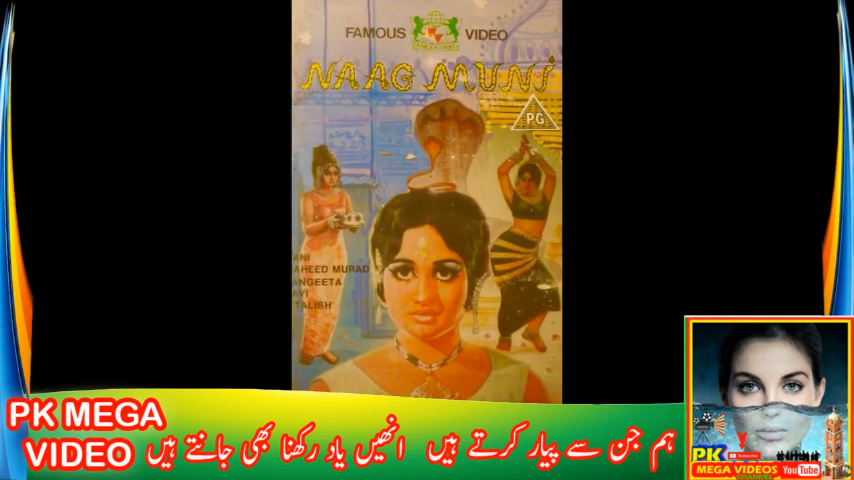 FAMOUS VIDEO
NAAG MUNI
PG
ANI
AHEED MURAD
ANGEETA
AVI
TALISH
PK MEGA
VIDEO
ہم جن سے پیار کرتے ہیں انھیں یاد رکھنا بھی جانتے ہیں
PK
MEGA VIDEOS
YouTube
CHANNEL